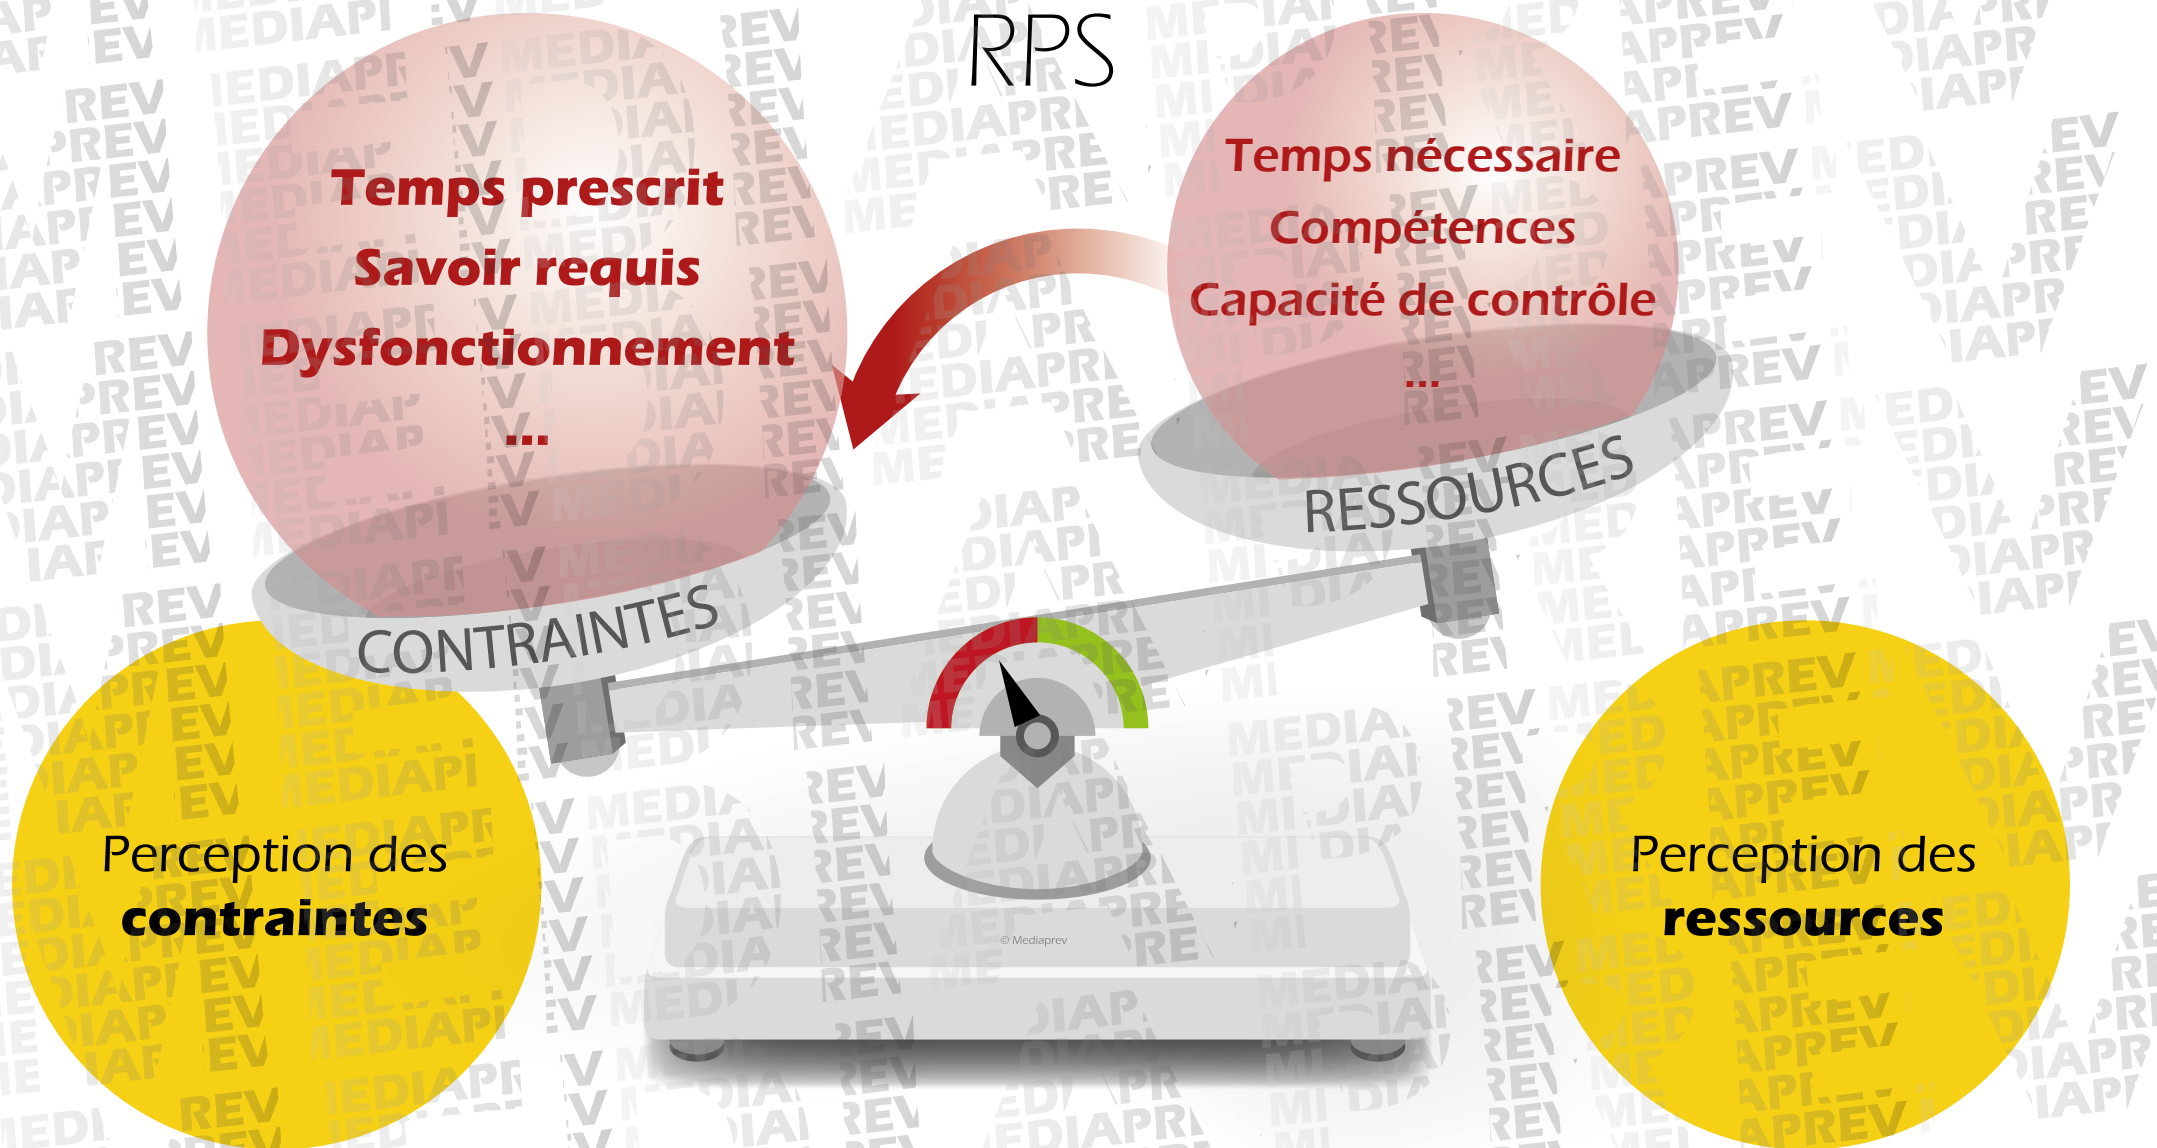 RPS
Temps prescrit
Savoir requis
Dysfonctionnement
...
Temps nécessaire
Compétences
Capacité de contrôle
...
CONTRAINTES
RESSOURCES
Perception des
contraintes
Perception des
ressources
© Mediaprev